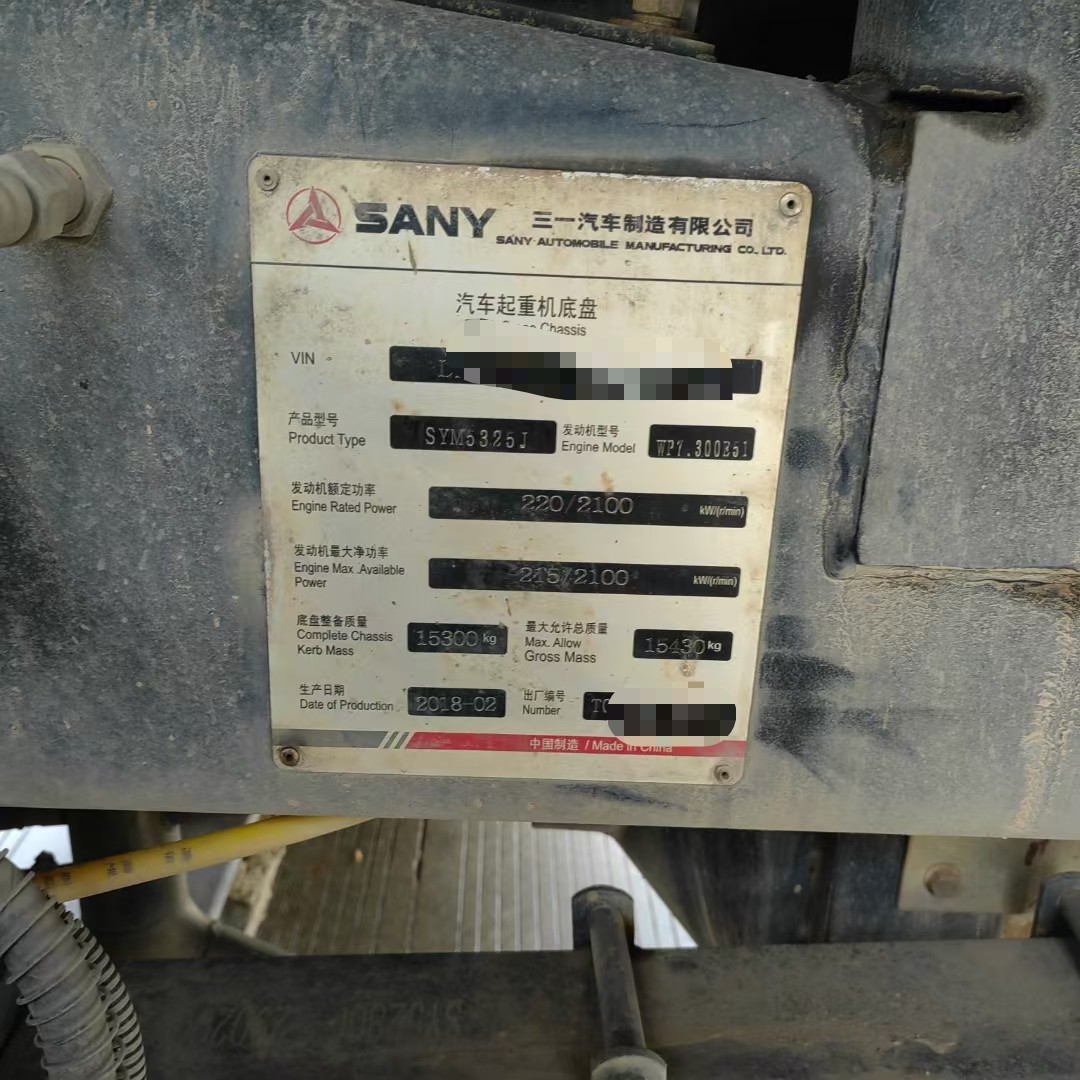 SANY 三一汽车制造有限公司
SANY AUTOMOBILE MANUFACTURING CO., LTD.
汽车起重机底盘
Chassis
VIN L
产品型号
Product Type SYM5325J
发动机型号
Engine Model WP7.300E51
发动机额定功率
Engine Rated Power 220/2100 kW/(r/min)
发动机最大净功率
Engine Max .Available
Power 215/2100 kW/(r/min)
底盘整备质量
Complete Chassis
Kerb Mass 15300 kg
最大允许总质量
Max. Allow
Gross Mass 15430 kg
生产日期
Date of Production 2018-02
出厂编号
Number
中国制造 / Made in China